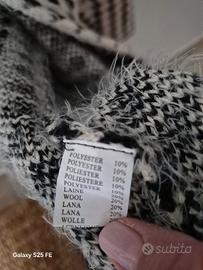 POLYESTER 10%
POLYESTER 10%
POLIESTERE 10%
POLIESTERE 10%
POLYESTER 10%
LAINE 20%
WOOL 20%
LANA 20%
LANA 20%
WOLLE 20%
Galaxy S25 FE
subito